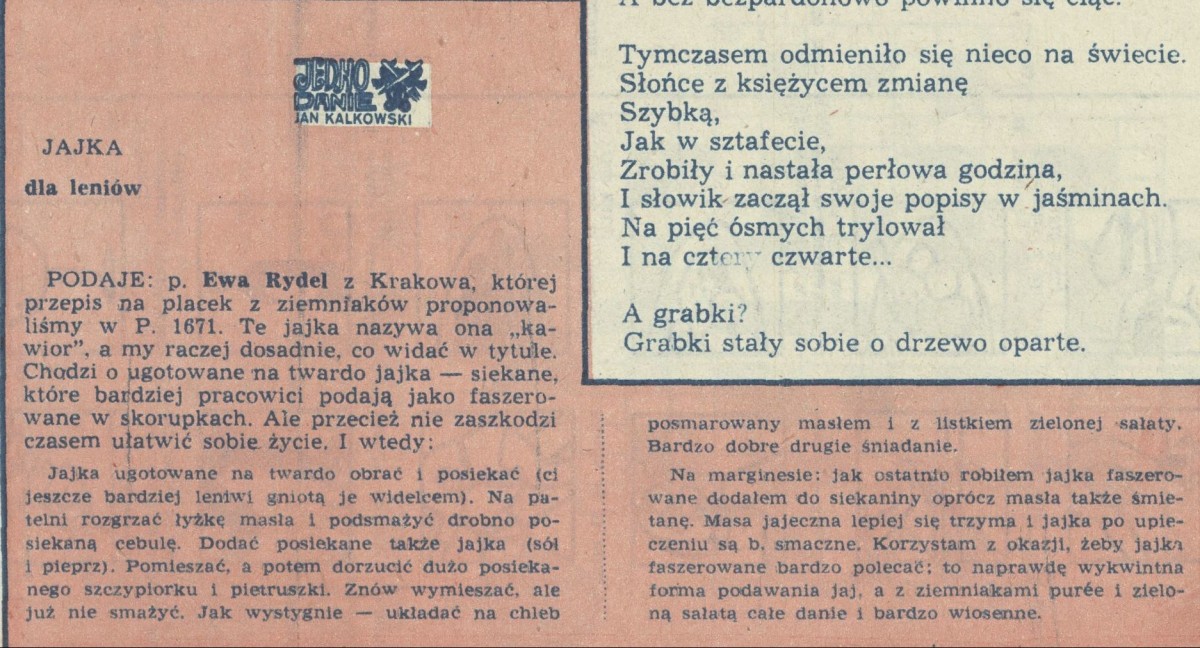 JEDNO
DANIE
JAN KALKOWSKI
JAJKA
dla leniów
PODAJE: p. Ewa Rydel z Krakowa, której
przepis na placek z ziemniaków proponowa-
liśmy w P. 1671. Te jajka nazywa ona „ka-
wior”, a my raczej dosadnie, co widać w tytule.
Chodzi o ugotowane na twardo jajka — siekane,
które bardziej pracowici podają jako faszero-
wane w skorupkach. Ale przecież nie zaszkodzi
czasem ułatwić sobie życie. I wtedy:
Jajka ugotowane na twardo obrać i posiekać (ci
jeszcze bardziej leniwi gniotą je widelcem). Na pa-
telni rozgrzać łyżkę masła i podsmażyć drobno po-
siekaną cebulę. Dodać posiekane także jajka (sól
i pieprz). Pomieszać, a potem dorzucić dużo posieka-
nego szczypiorku i pietruszki. Znów wymieszać, ale
już nie smażyć. Jak wystygnie — układać na chleb
posmarowany masłem i z listkiem zielonej sałaty.
Bardzo dobre drugie śniadanie.
Na marginesie: jak ostatnio robiłem jajka faszero-
wane dodałem do siekaniny oprócz masła także śmie-
tanę. Masa jajeczna lepiej się trzyma i jajka po upie-
czeniu są b. smaczne. Korzystam z okazji, żeby jajka
faszerowane bardzo polecać: to naprawdę wykwintna
forma podawania jaj, a z ziemniakami purée i zielo-
ną sałatą całe danie i bardzo wiosenne.
A bez bezpardonowo powinno się ciąć.
Tymczasem odmieniło się nieco na świecie.
Słońce z księżycem zmianę
Szybką,
Jak w sztafecie,
Zrobiły i nastała perłowa godzina,
I słowik zaczął swoje popisy w jaśminach.
Na pięć ósmych trylował
I na cztery czwarte...
A grabki?
Grabki stały sobie o drzewo oparte.